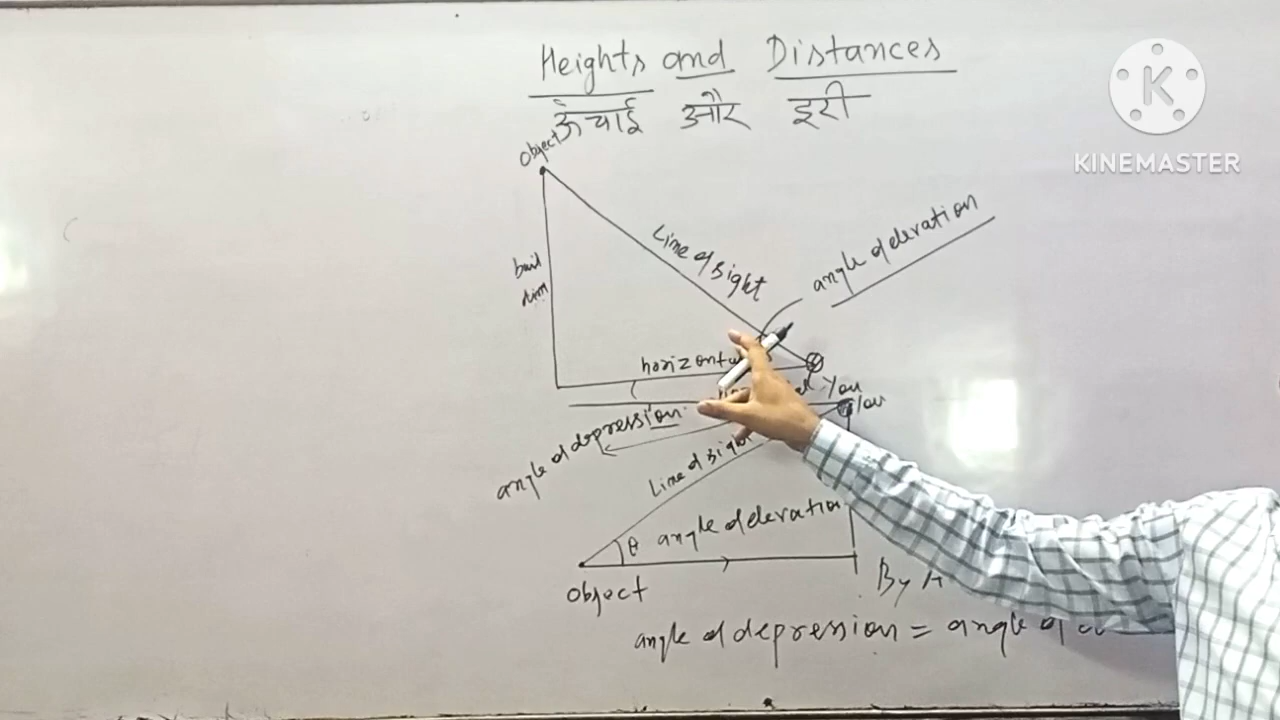 Heights and Distances
ऊँचाई और दूरी
KINEMASTER
Object
Line of sight
angle of elevation
horizontal
You
You
angle of depression
Line of sight
θ angle of elevation
Object
By A
angle of depression = angle of